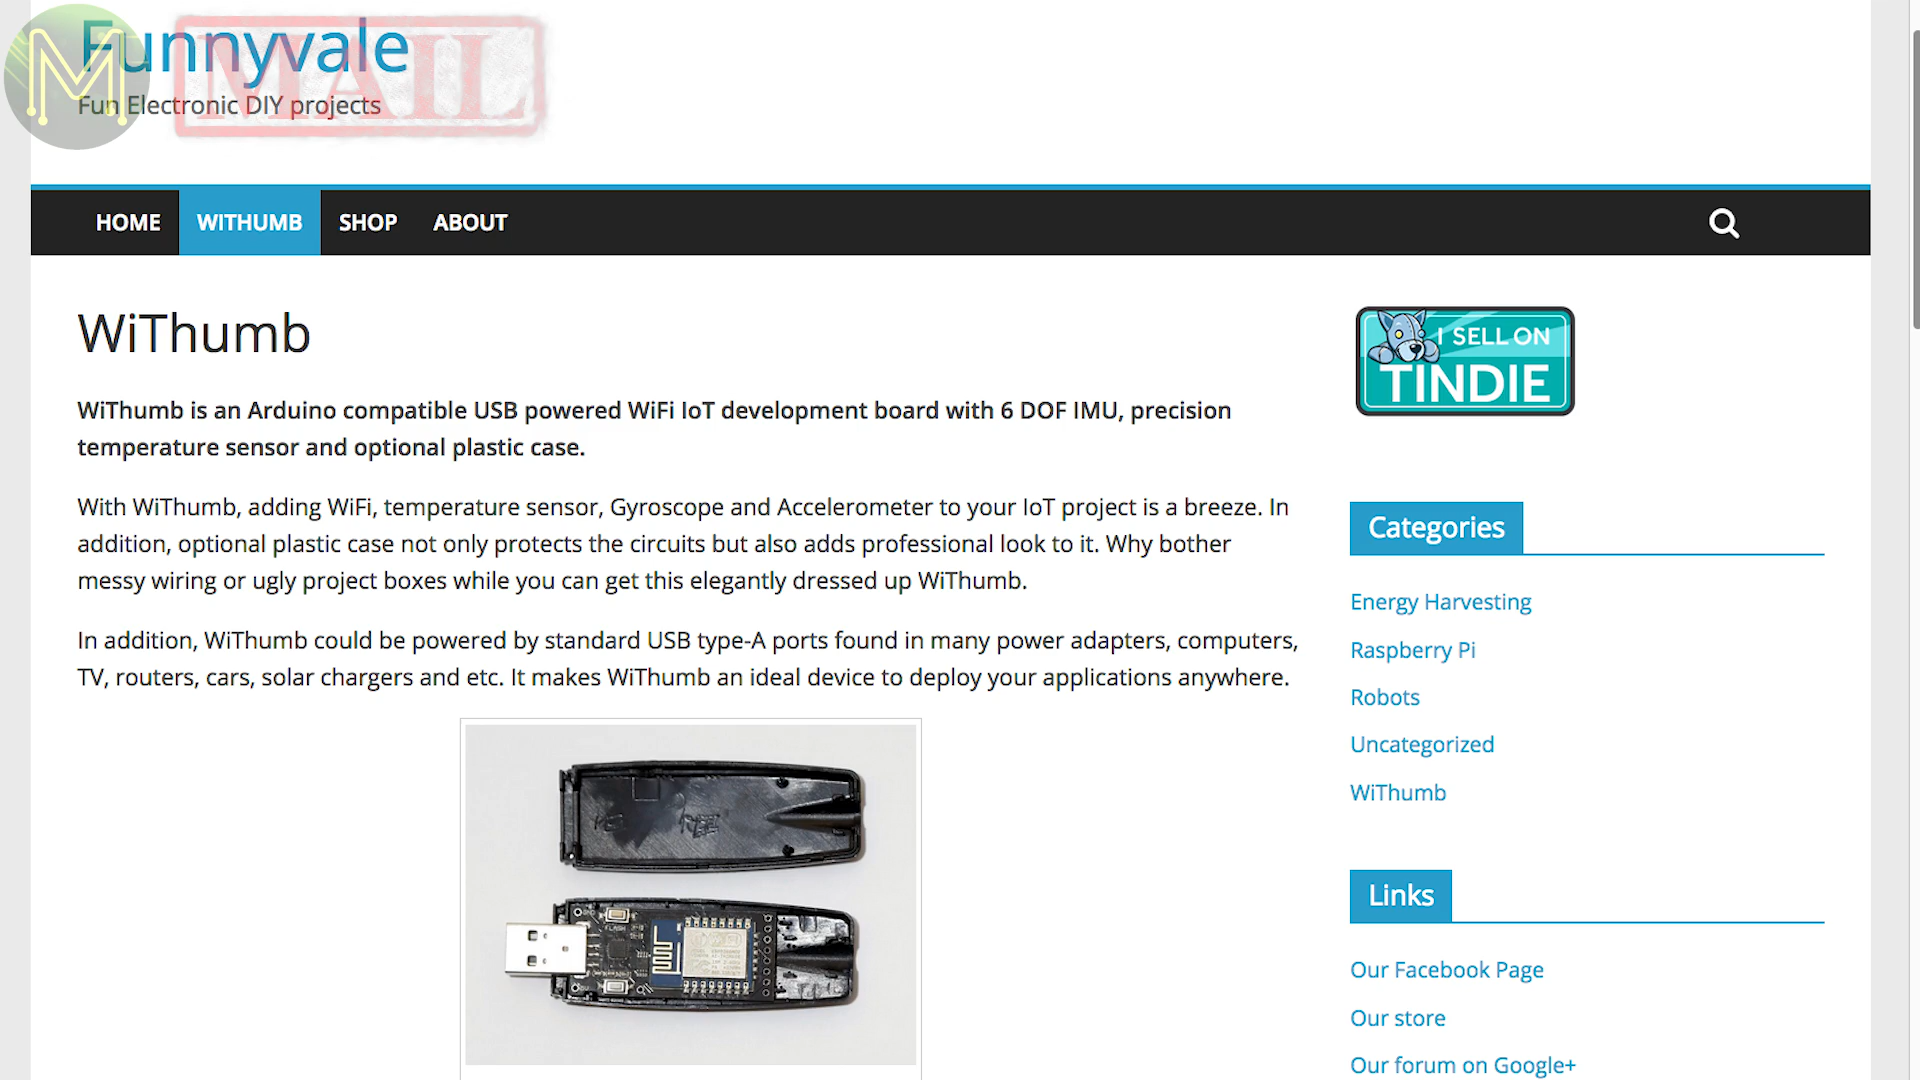 Funnyvale
MAIL
Fun Electronic DIY projects
HOME WITHUMB SHOP ABOUT
WiThumb
WiThumb is an Arduino compatible USB powered WiFi IoT development board with 6 DOF IMU, precision
temperature sensor and optional plastic case.
With WiThumb, adding WiFi, temperature sensor, Gyroscope and Accelerometer to your IoT project is a breeze. In
addition, optional plastic case not only protects the circuits but also adds professional look to it. Why bother
messy wiring or ugly project boxes while you can get this elegantly dressed up WiThumb.
In addition, WiThumb could be powered by standard USB type-A ports found in many power adapters, computers,
TV, routers, cars, solar chargers and etc. It makes WiThumb an ideal device to deploy your applications anywhere.
FLASH
I SELL ON
TINDIE
Categories
Energy Harvesting
Raspberry Pi
Robots
Uncategorized
WiThumb
Links
Our Facebook Page
Our store
Our forum on Google+